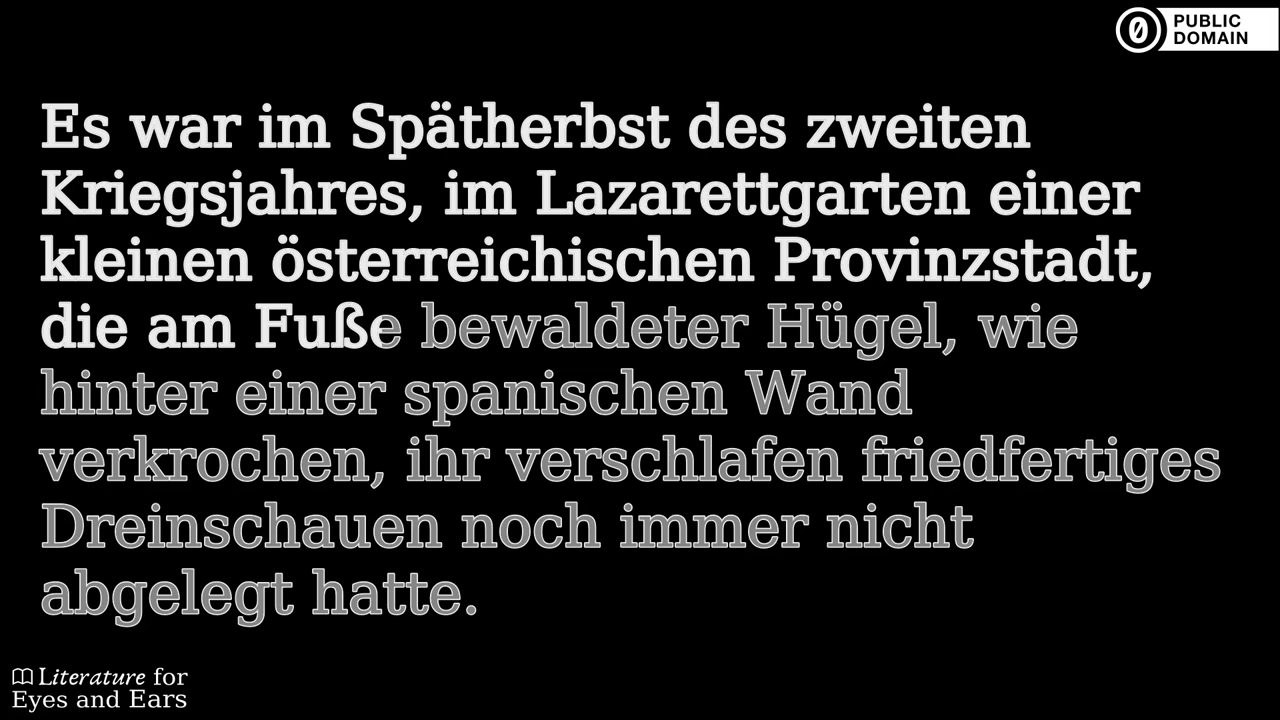 PUBLIC
DOMAIN
Es war im Spätherbst des zweiten
Kriegsjahres, im Lazarettgarten einer
kleinen österreichischen Provinzstadt,
die am Fuße bewaldeter Hügel, wie
hinter einer spanischen Wand
verkrochen, ihr verschlafen friedfertiges
Dreinschauen noch immer nicht
abgelegt hatte.
Literature for
Eyes and Ears